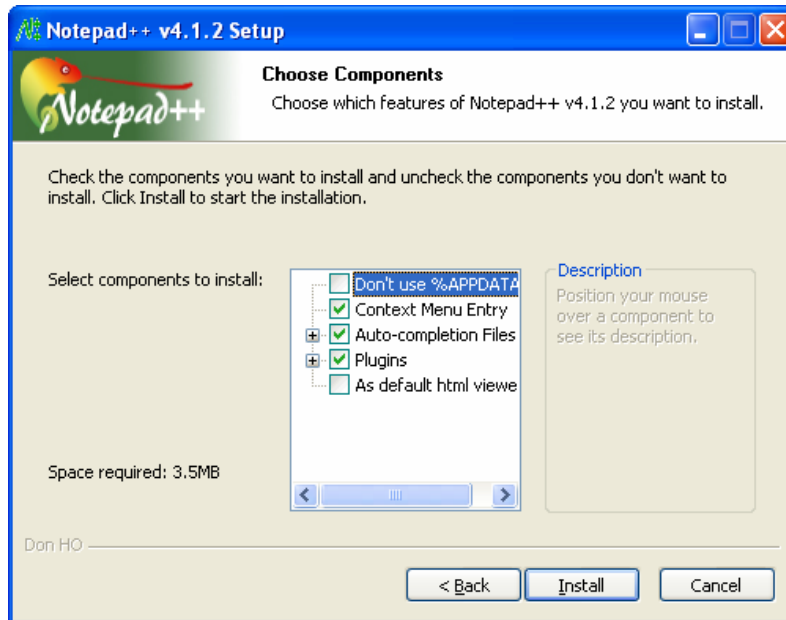 Notepad++ v4.1.2 Setup
Notepad++
Choose Components
Choose which features of Notepad++ v4.1.2 you want to install.
Check the components you want to install and uncheck the components you don't want to
install. Click Install to start the installation.
Select components to install:
Don't use %APPDATA
Context Menu Entry
Auto-completion Files
Plugins
As default html viewe
Description
Position your mouse
over a component to
see its description.
Space required: 3.5MB
Don HO
< Back
Install
Cancel